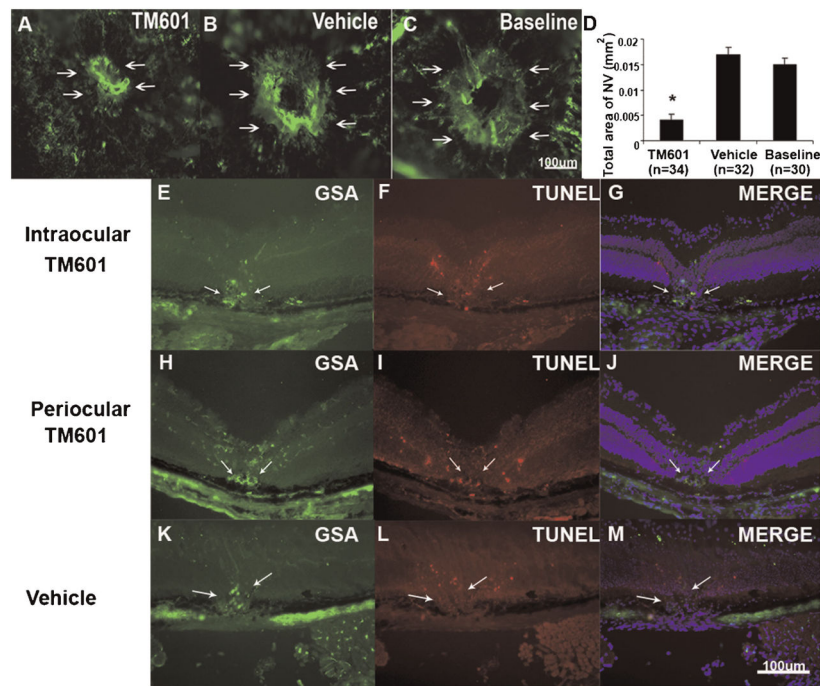 A TM601
B Vehicle
C Baseline
100um
D
Total area of NV (mm2)
0.02
0.015
0.01
0.005
0
*
TM601 Vehicle Baseline
(n=34) (n=32) (n=30)
Intraocular
TM601
E GSA
F TUNEL
G MERGE
Periocular
TM601
H GSA
I TUNEL
J MERGE
Vehicle
K GSA
L TUNEL
M MERGE
100um